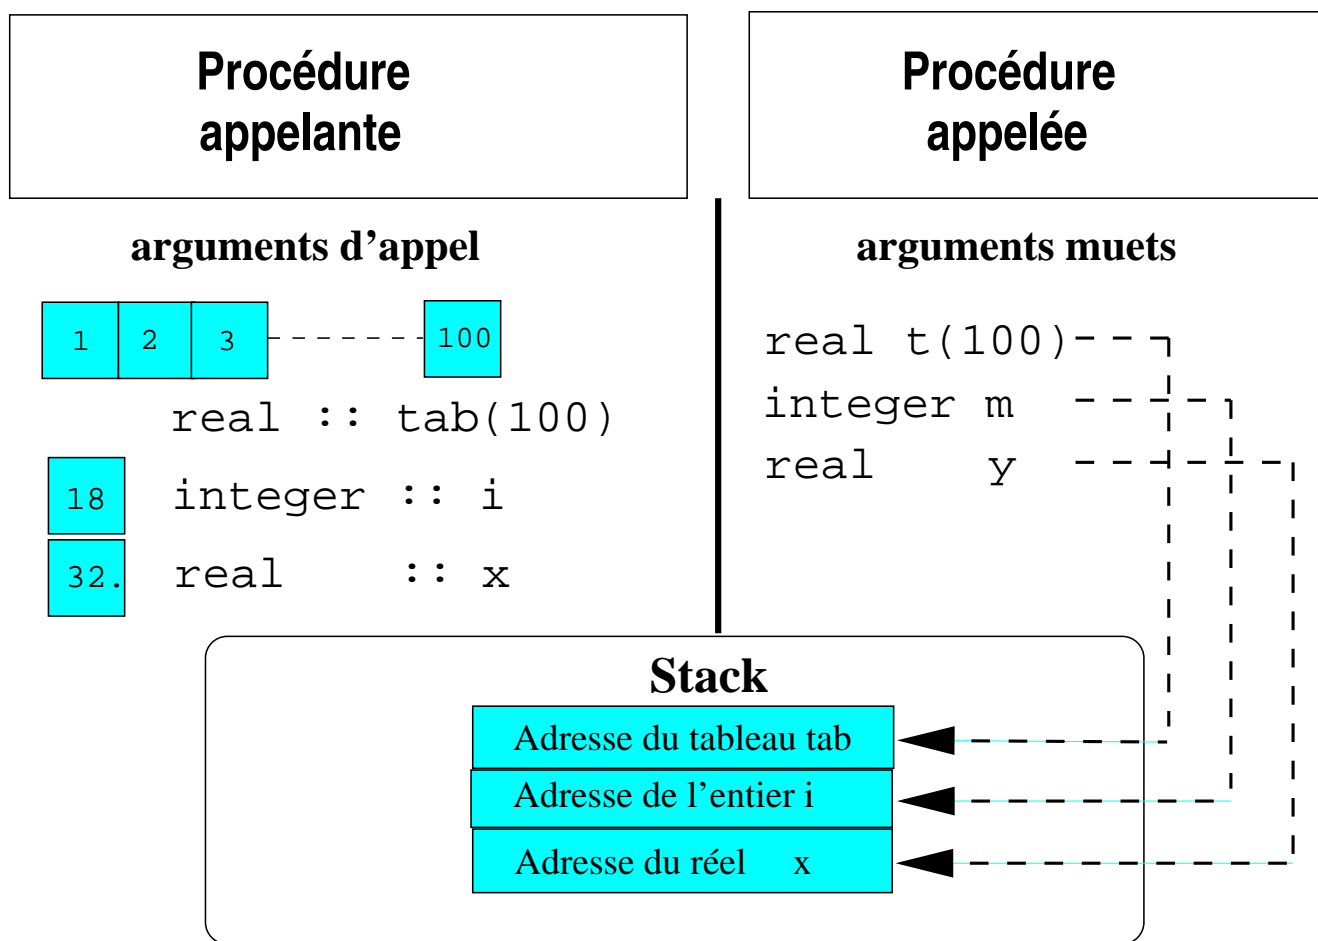 Procédure
appelante
Procédure
appelée
arguments d’appel
1 2 3 100
real :: tab(100)
18 integer :: i
32. real :: x
arguments muets
real t(100)
integer m
real y
Stack
Adresse du tableau tab
Adresse de l’entier i
Adresse du réel x